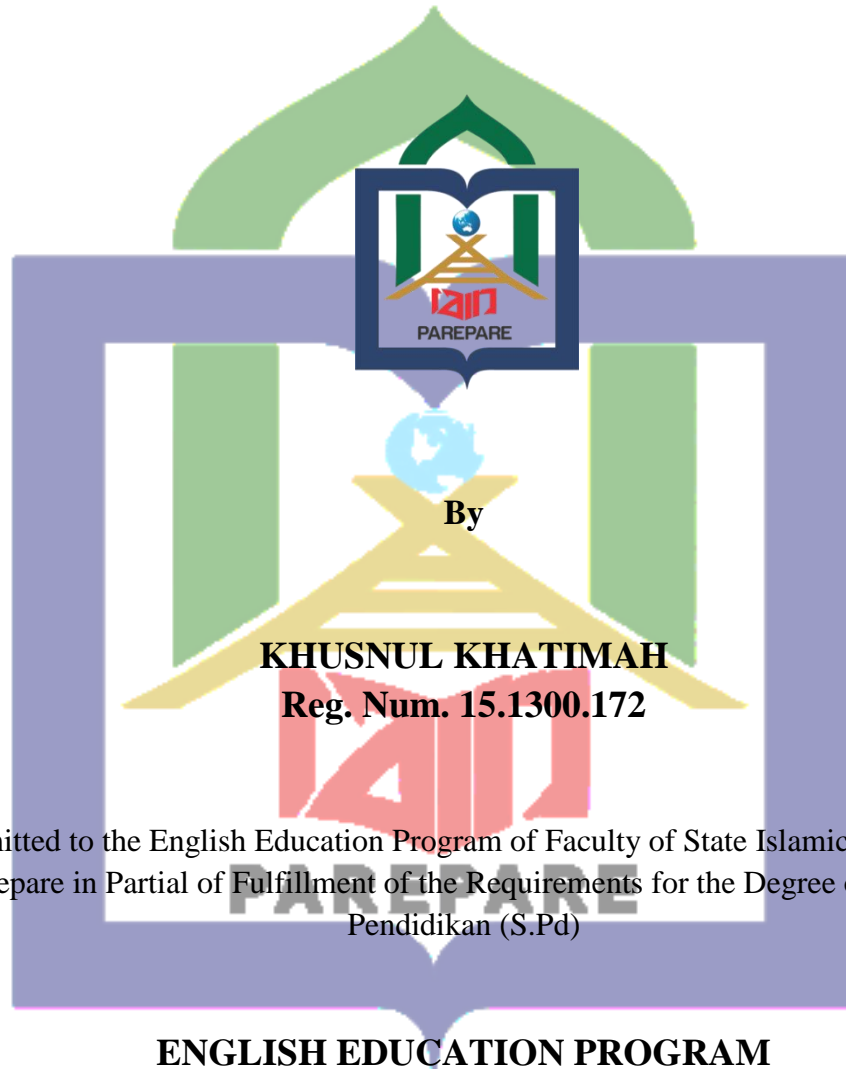 IAIN
PAREPARE
By
KHUSNUL KHATIMAH
Reg. Num. 15.1300.172
itted to the English Education Program of Faculty of State Islamic
epare in Partial of Fulfillment of the Requirements for the Degree
PAREPARE
Pendidikan (S.Pd)
ENGLISH EDUCATION PROGRAM